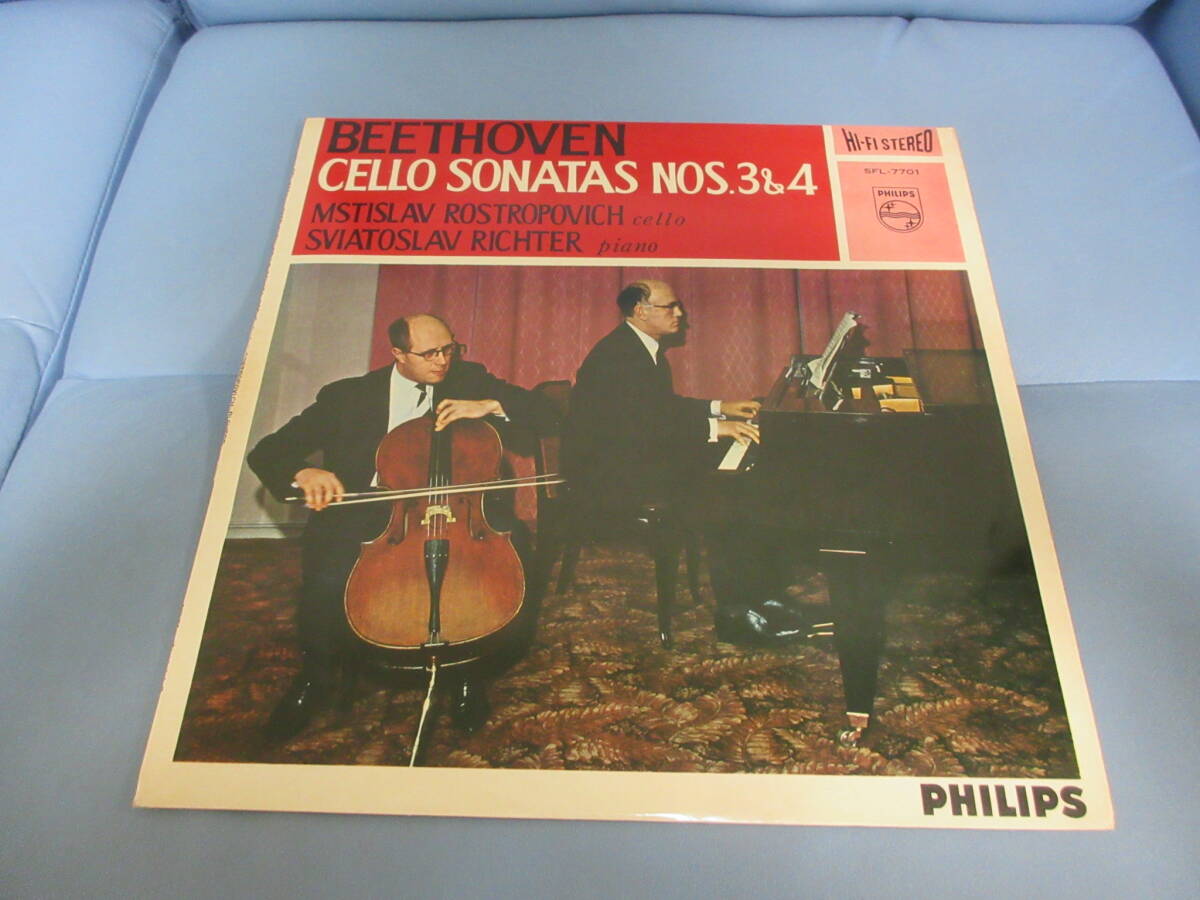 BEETHOVEN
CELLO SONATAS NOS.3&4
MSTISLAV ROSTROPOVICH cello
SVIATOSLAV RICHTER piano
HI-FI STEREO
SFL-7701
PHILIPS
PHILIPS